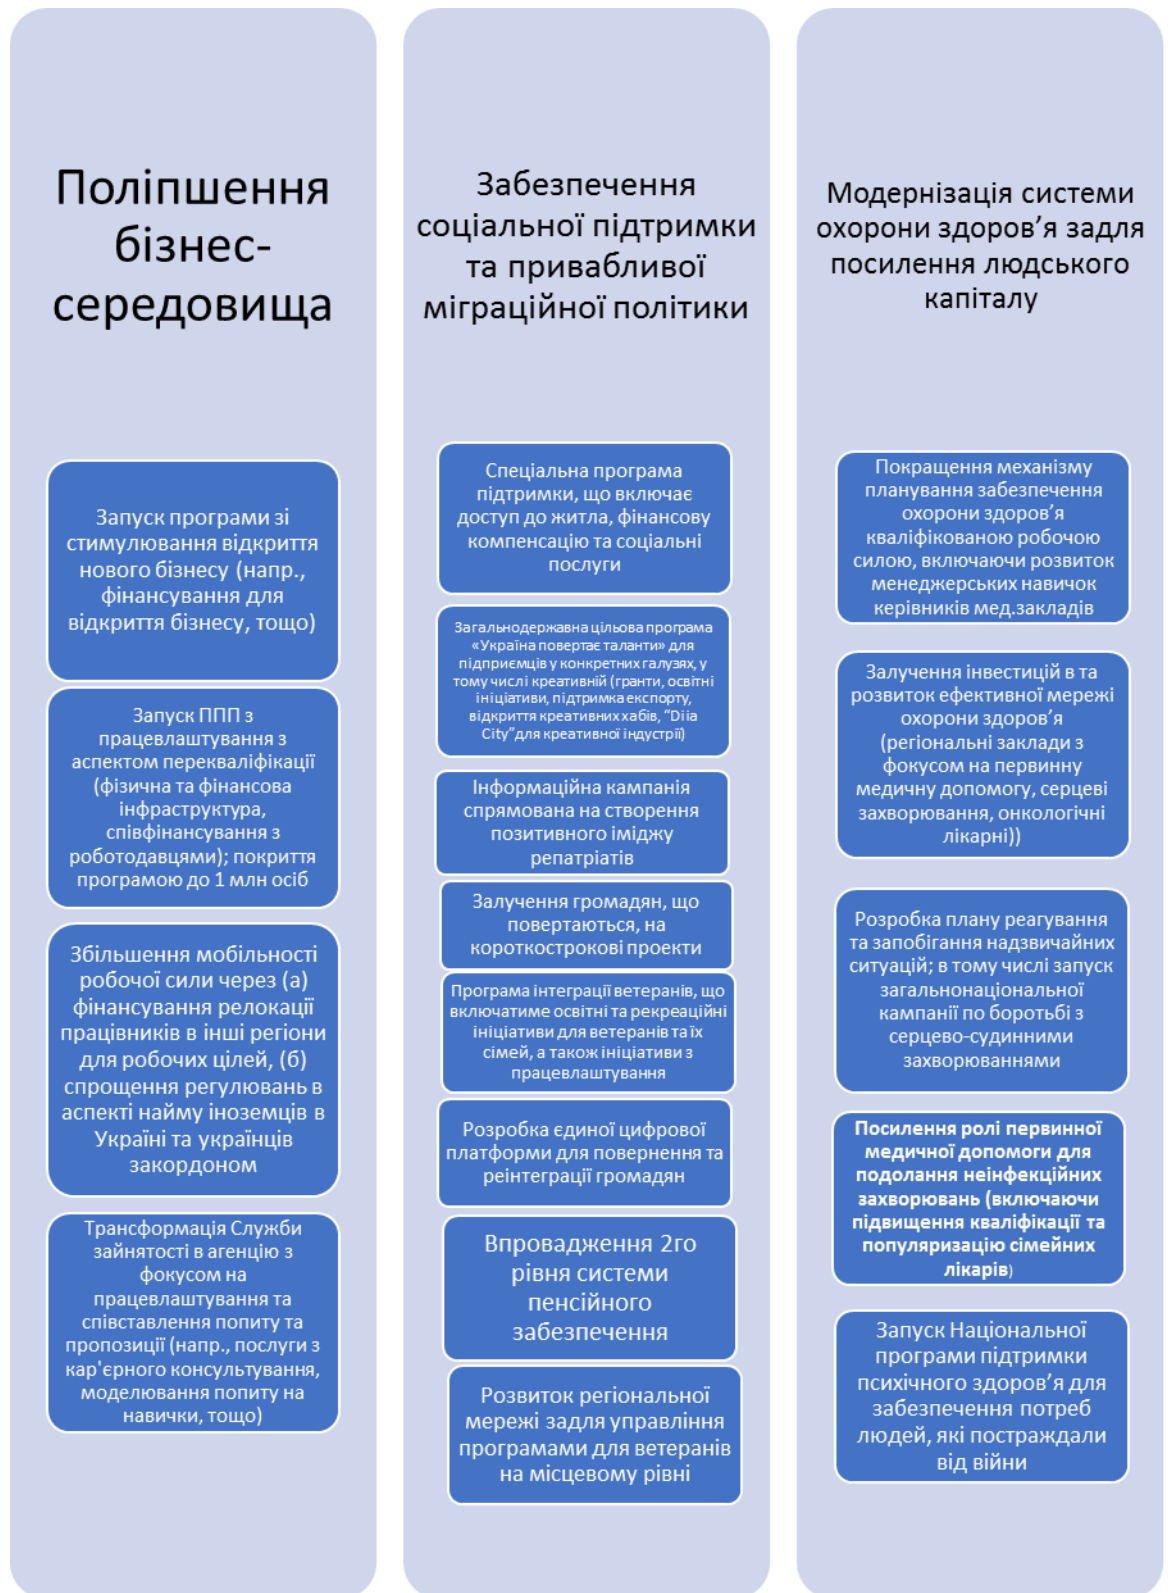 Поліпшення
бізнес-
середовища
Запуск програми зі
стимулювання відкриття
нового бізнесу (напр.,
фінансування для
відкриття бізнесу, тощо)
Запуск ППП з
працевлаштування з
аспектом перекваліфікації
(фізична та фінансова
інфраструктура,
співфінансування з
роботодавцями); покриття
програмою до 1 млн осіб
Збільшення мобільності
робочої сили через (а)
фінансування релокації
працівників в інші регіони
для робочих цілей, (б)
спрощення регулювань в
аспекті найму іноземців в
Україні та українців
закордоном
Трансформація Служби
зайнятості в агенцію з
фокусом на
працевлаштування та
співставлення попиту та
пропозиції (напр., послуги з
кар'єрного консультування,
моделювання попиту на
навички, тощо)
Забезпечення
соціальної підтримки
та привабливої
міграційної політики
Спеціальна програма
підтримки, що включає
доступ до житла, фінансову
компенсацію та соціальні
послуги
Загальнодержавна цільова програма
«Україна повертає таланти» для
підприємців у конкретних галузях, у
тому числі креативній (гранти, освітні
ініціативи, підтримка експорту,
відкриття креативних хабів, “Diia
City”для креативної індустрії)
Інформаційна кампанія
спрямована на створення
позитивного іміджу
репатріатів
Залучення громадян, що
повертаються, на
короткострокові проекти
Програма інтеграції ветеранів, що
включатиме освітні та рекреаційні
ініціативи для ветеранів та їх
сімей, а також ініціативи з
працевлаштування
Розробка єдиної цифрової
платформи для повернення та
реінтеграції громадян
Впровадження 2го
рівня системи
пенсійного
забезпечення
Розвиток регіональної
мережі задля управління
програмами для ветеранів
на місцевому рівні
Модернізація системи
охорони здоров’я задля
посилення людського
капіталу
Покращення механізму
планування забезпечення
охорони здоров’я
кваліфікованою робочою
силою, включаючи розвиток
менеджерських навичок
керівників мед.закладів
Залучення інвестицій в та
розвиток ефективної мережі
охорони здоров’я
(регіональні заклади з
фокусом на первинну
медичну допомогу, серцеві
захворювання, онкологічні
лікарні))
Розробка плану реагування
та запобігання надзвичайних
ситуацій; в тому числі запуск
загальнонаціональної
кампанії по боротьбі з
серцево-судинними
захворюваннями
Посилення ролі первинної
медичної допомоги для
подолання неінфекційних
захворювань (включаючи
підвищення кваліфікації та
популяризацію сімейних
лікарів)
Запуск Національної
програми підтримки
психічного здоров’я для
забезпечення потреб
людей, які постраждали
від війни